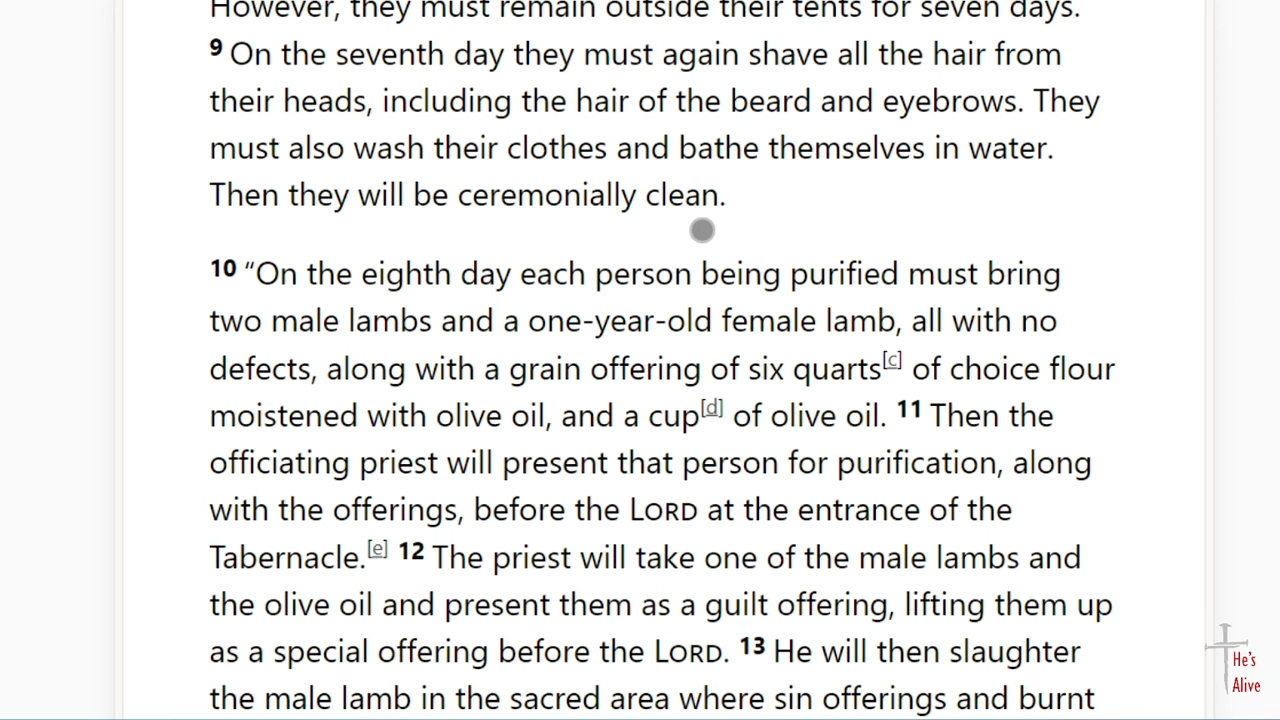 However, they must remain outside their tents for seven days.
9 On the seventh day they must again shave all the hair from
their heads, including the hair of the beard and eyebrows. They
must also wash their clothes and bathe themselves in water.
Then they will be ceremonially clean.
10 “On the eighth day each person being purified must bring
two male lambs and a one-year-old female lamb, all with no
defects, along with a grain offering of six quarts[c] of choice flour
moistened with olive oil, and a cup[d] of olive oil. 11 Then the
officiating priest will present that person for purification, along
with the offerings, before the LORD at the entrance of the
Tabernacle.[e] 12 The priest will take one of the male lambs and
the olive oil and present them as a guilt offering, lifting them up
as a special offering before the LORD. 13 He will then slaughter
the male lamb in the sacred area where sin offerings and burnt
He’s
Alive